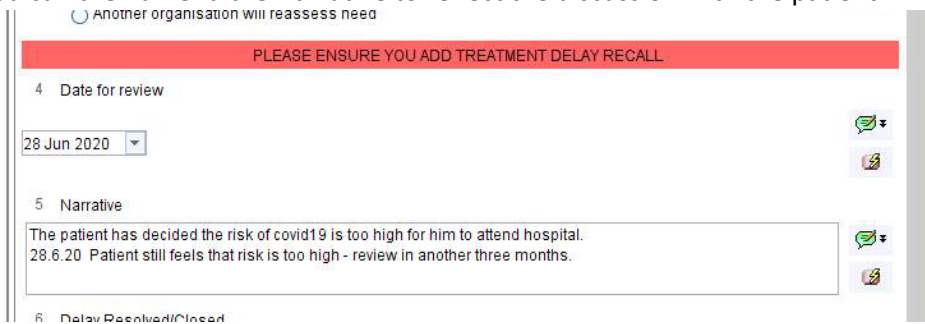 Another organisation will reassess need
PLEASE ENSURE YOU ADD TREATMENT DELAY RECALL
4 Date for review
28 Jun 2020
5 Narrative
The patient has decided the risk of covid19 is too high for him to attend hospital.
28.6.20 Patient still feels that risk is too high - review in another three months.
6 Delay Resolved/Closed